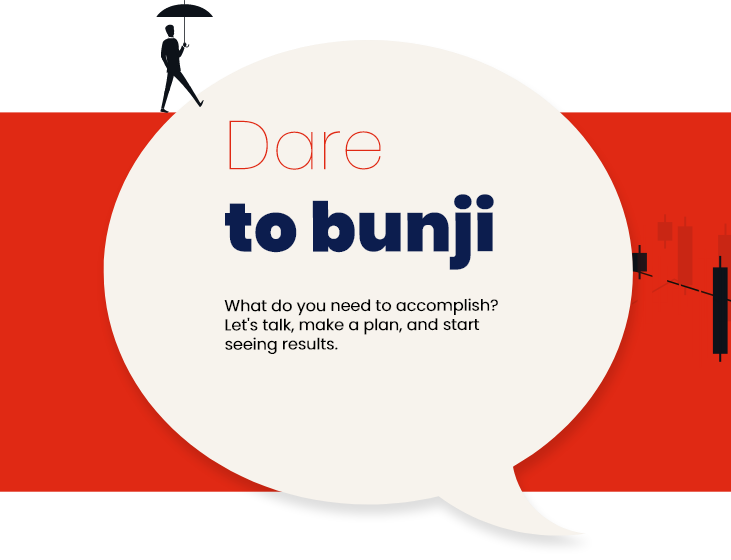 Dare
to bunji
What do you need to accomplish?
Let's talk, make a plan, and start
seeing results.